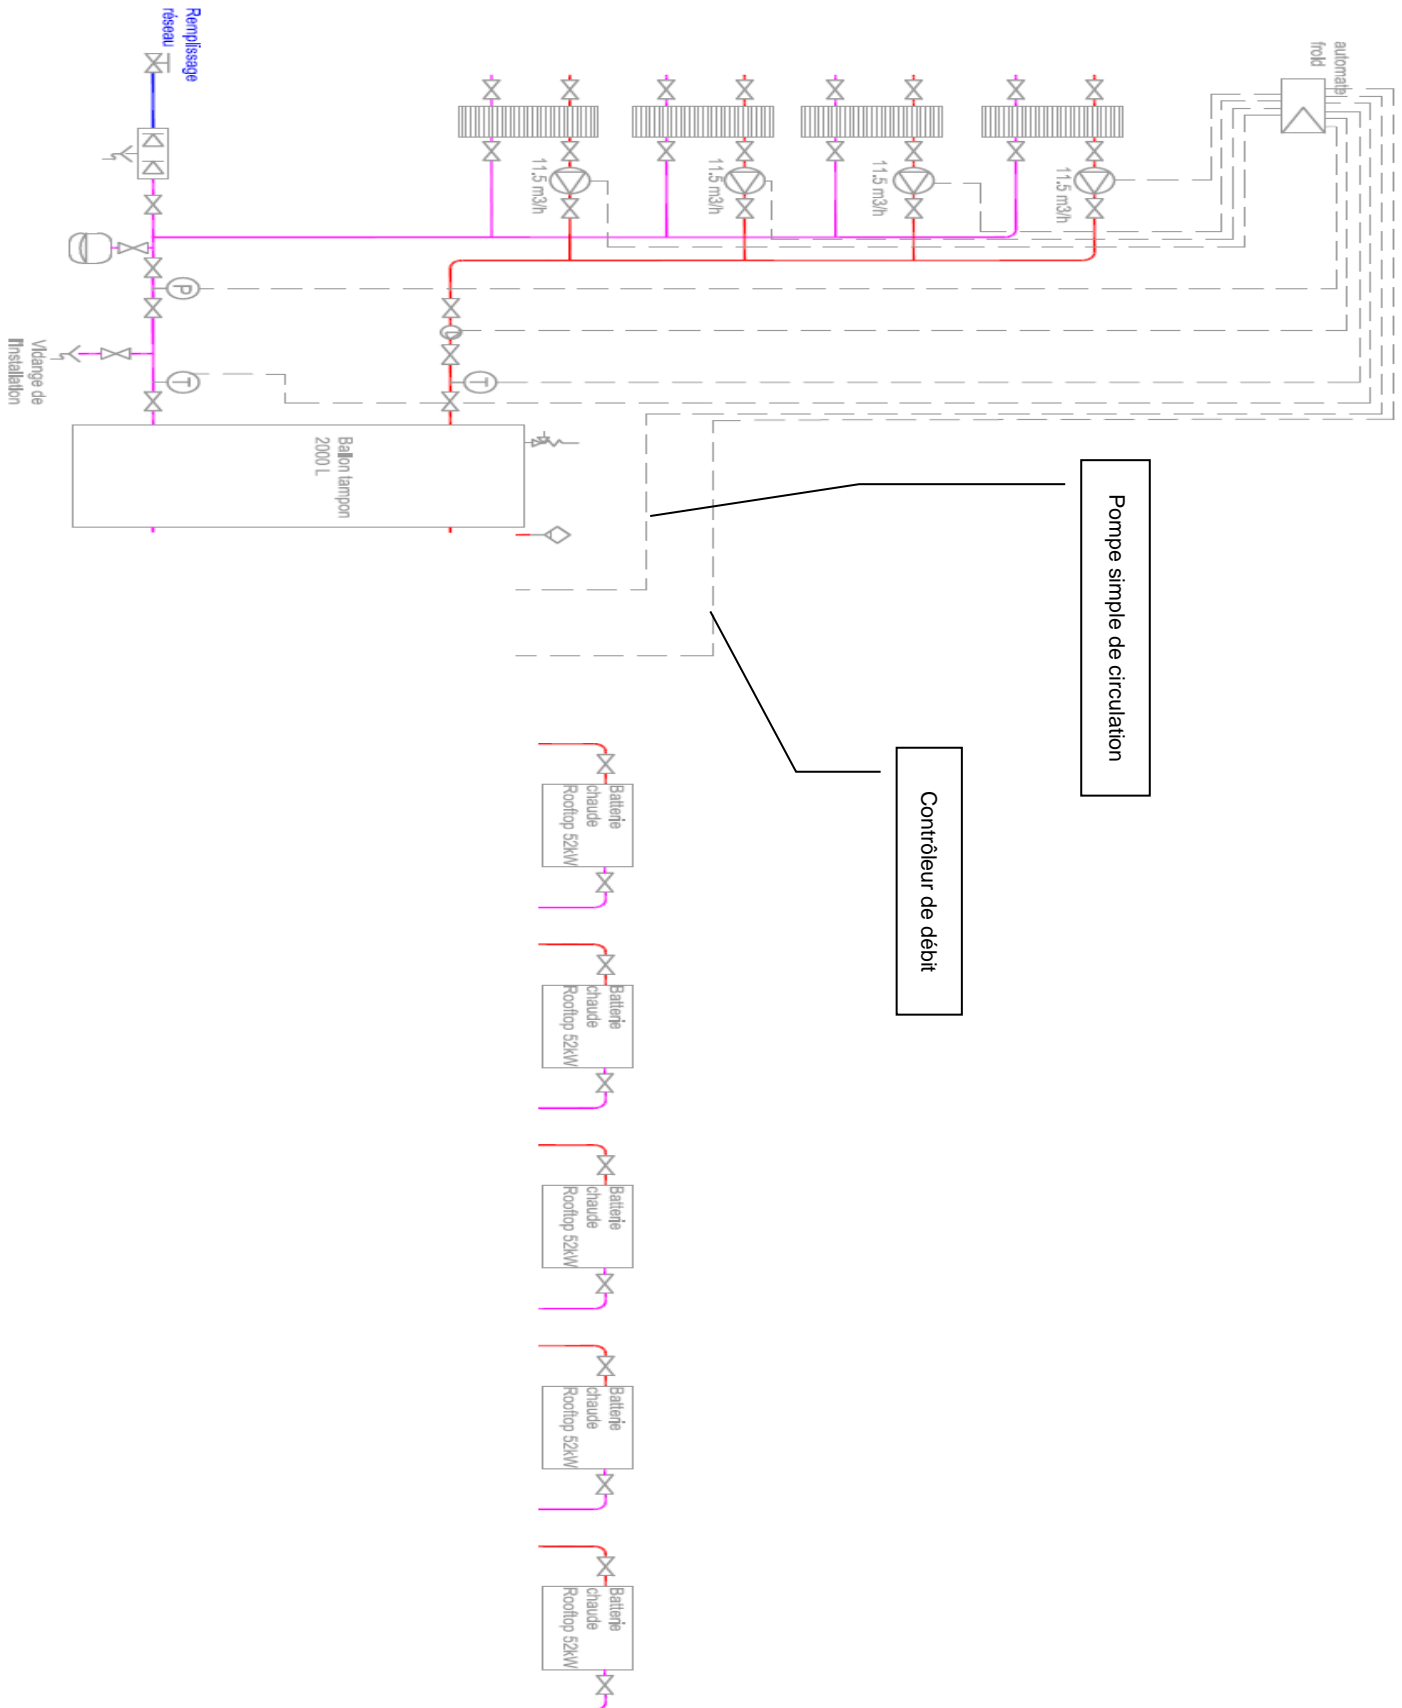 Remplissage
réseau
automate
froid
11.5 m3/h
11.5 m3/h
11.5 m3/h
11.5 m3/h
P
T
T
Vidange de
l'installation
Ballon tampon
2000 L
Pompe simple de circulation
Contrôleur de débit
Batterie
chaude
Rooftop 52kW
Batterie
chaude
Rooftop 52kW
Batterie
chaude
Rooftop 52kW
Batterie
chaude
Rooftop 52kW
Batterie
chaude
Rooftop 52kW